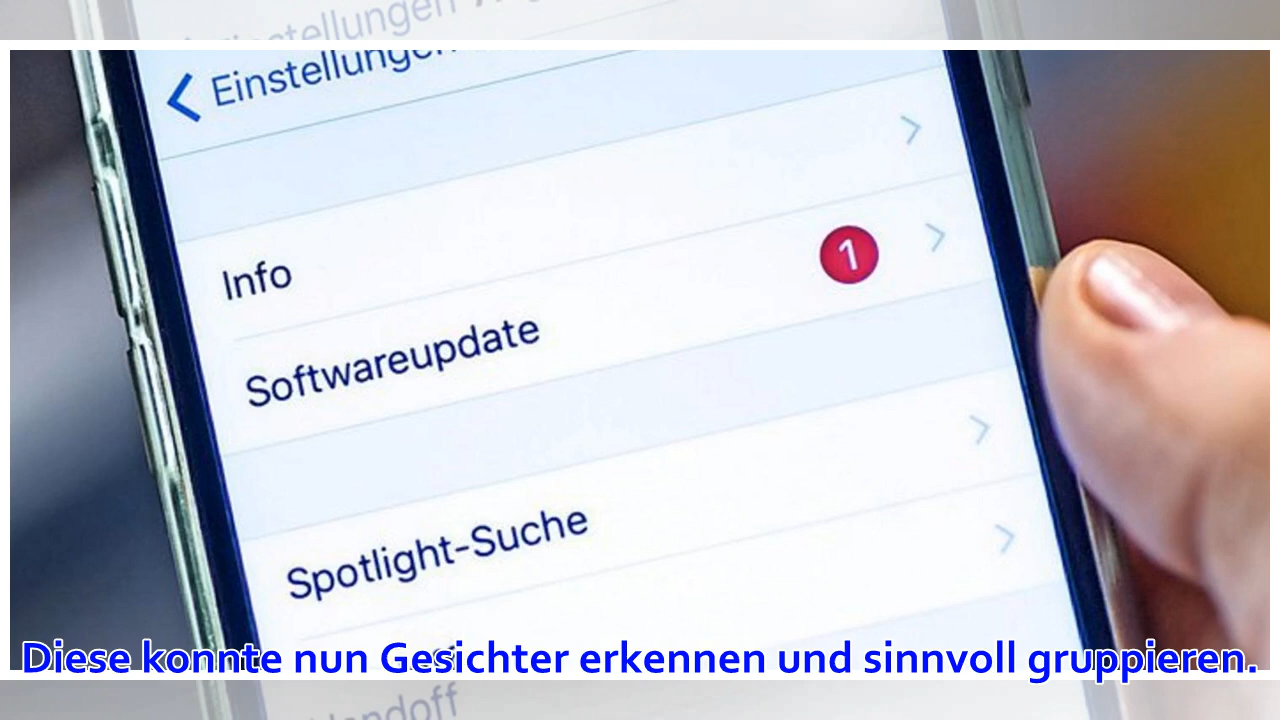 Einstellungen
Info
1
Softwareupdate
Spotlight-Suche
Diese konnte nun Gesichter erkennen und sinnvoll gruppieren.